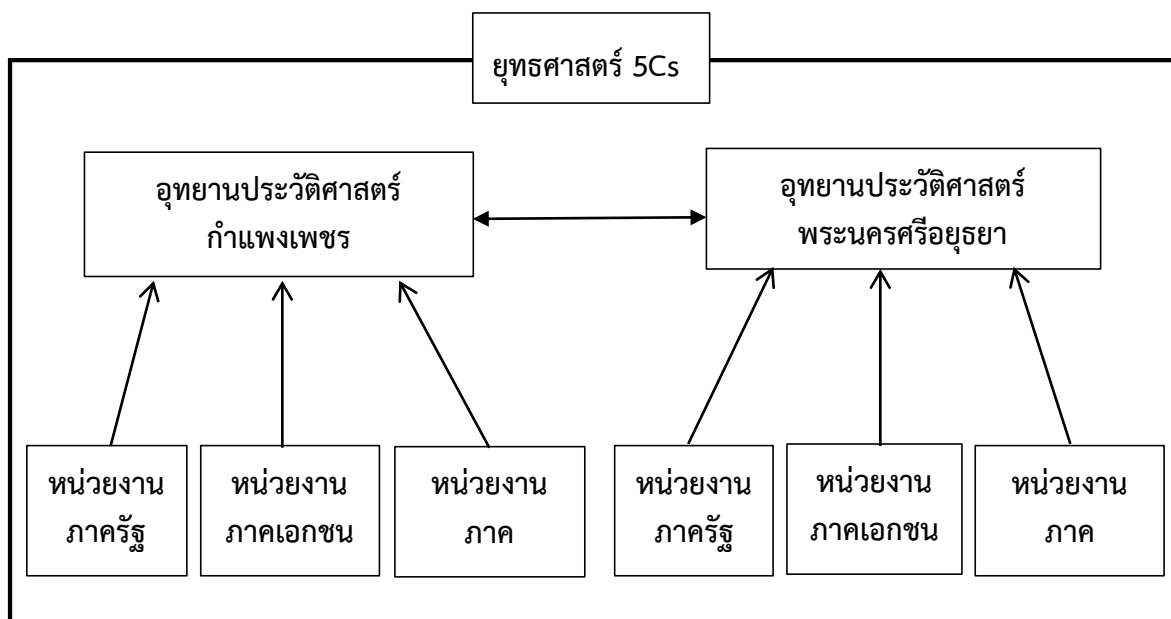 ยุทธศาสตร์ 5Cs
อุทยานประวัติศาสตร์
กำแพงเพชร
อุทยานประวัติศาสตร์
พระนครศรีอยุธยา
หน่วยงาน
ภาครัฐ
หน่วยงาน
ภาคเอกชน
หน่วยงาน
ภาค
หน่วยงาน
ภาครัฐ
หน่วยงาน
ภาคเอกชน
หน่วยงาน
ภาค